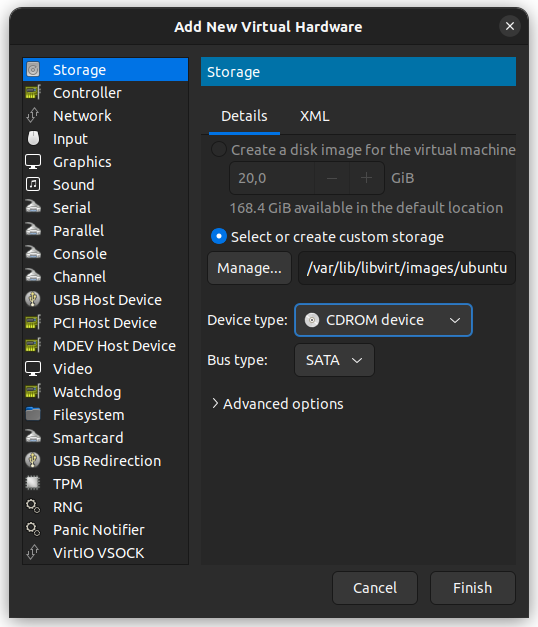 Add New Virtual Hardware
Storage
Controller
Network
Input
Graphics
Sound
Serial
Parallel
Console
Channel
USB Host Device
PCI Host Device
MDEV Host Device
Video
Watchdog
Filesystem
Smartcard
USB Redirection
TPM
RNG
Panic Notifier
VirtIO VSOCK
Storage
Details XML
Create a disk image for the virtual machine
20,0 GiB
168.4 GiB available in the default location
Select or create custom storage
Manage... /var/lib/libvirt/images/ubuntu
Device type: CDROM device
Bus type: SATA
Advanced options
Cancel Finish